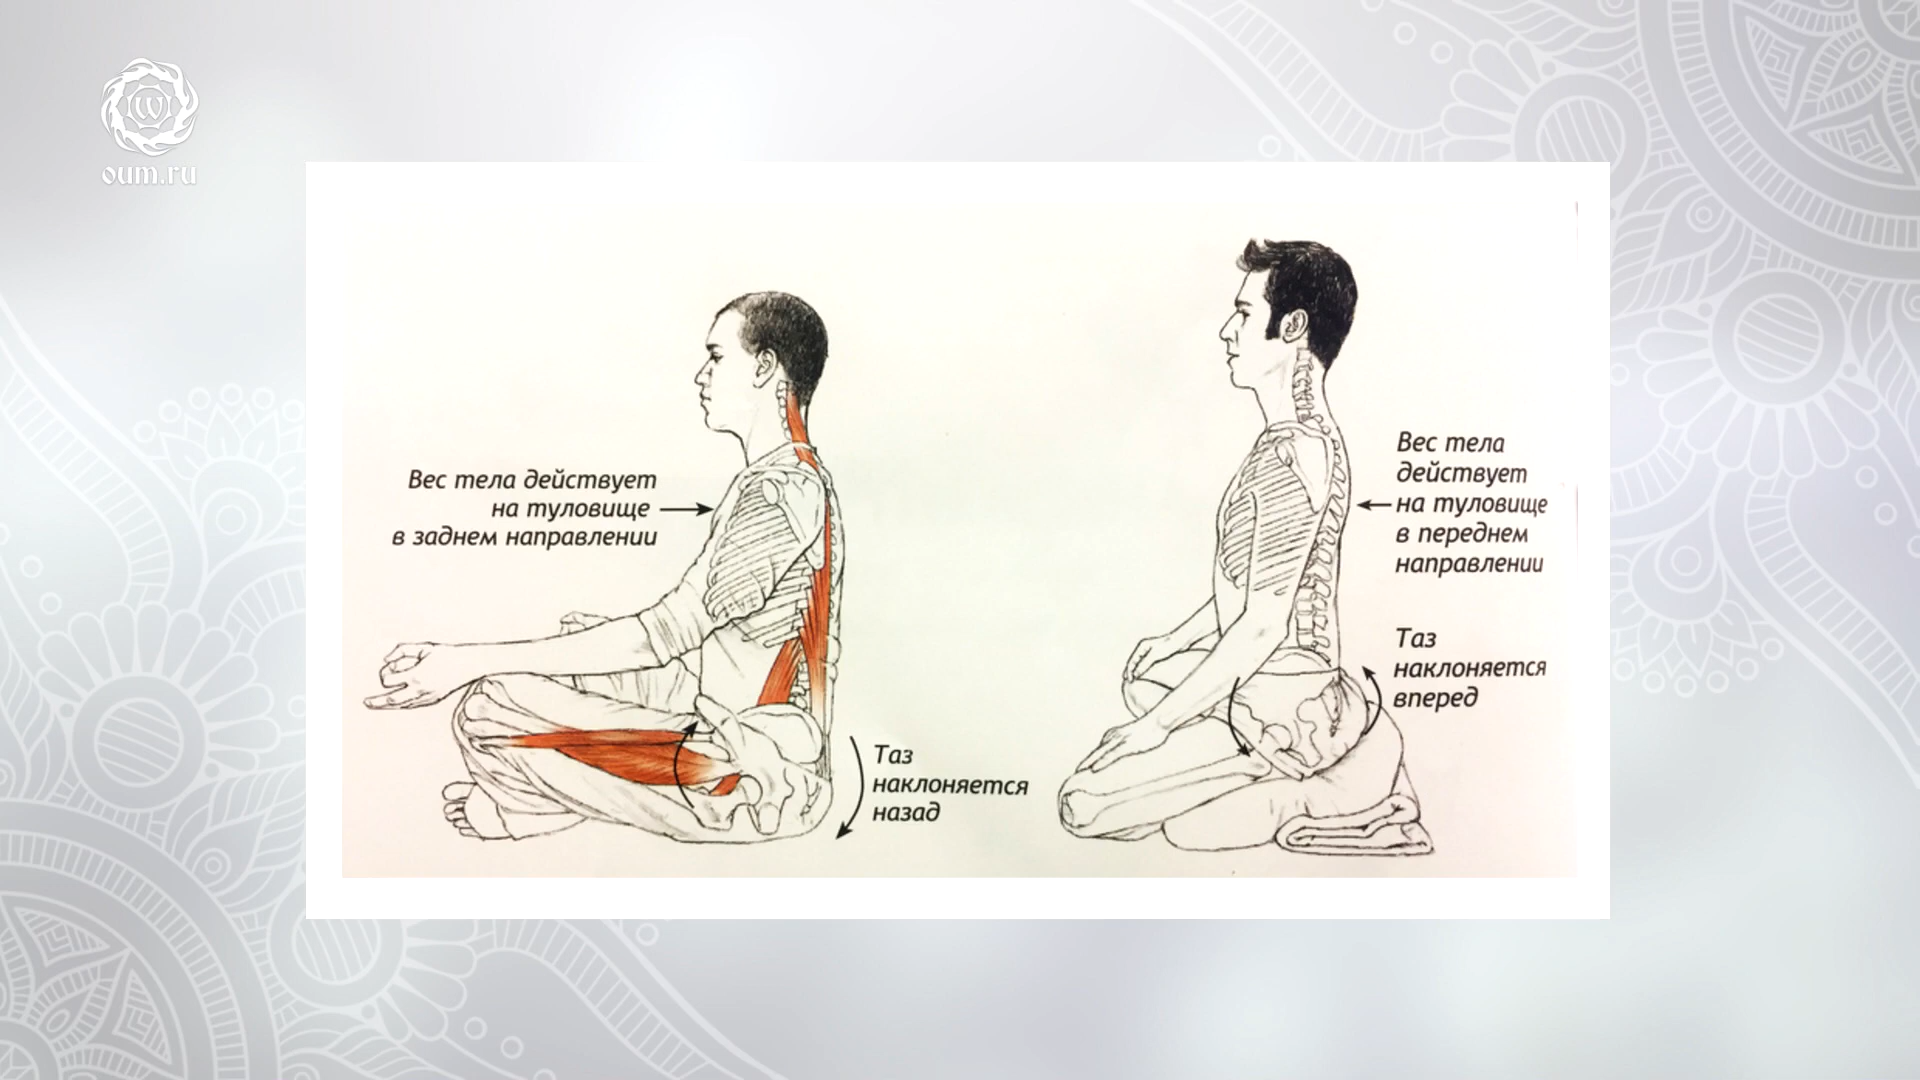 oum.ru
Вес тела действует
на туловище
в заднем направлении
Таз
наклоняется
назад
Вес тела
действует
на туловище
в переднем
направлении
Таз
наклоняется
вперед